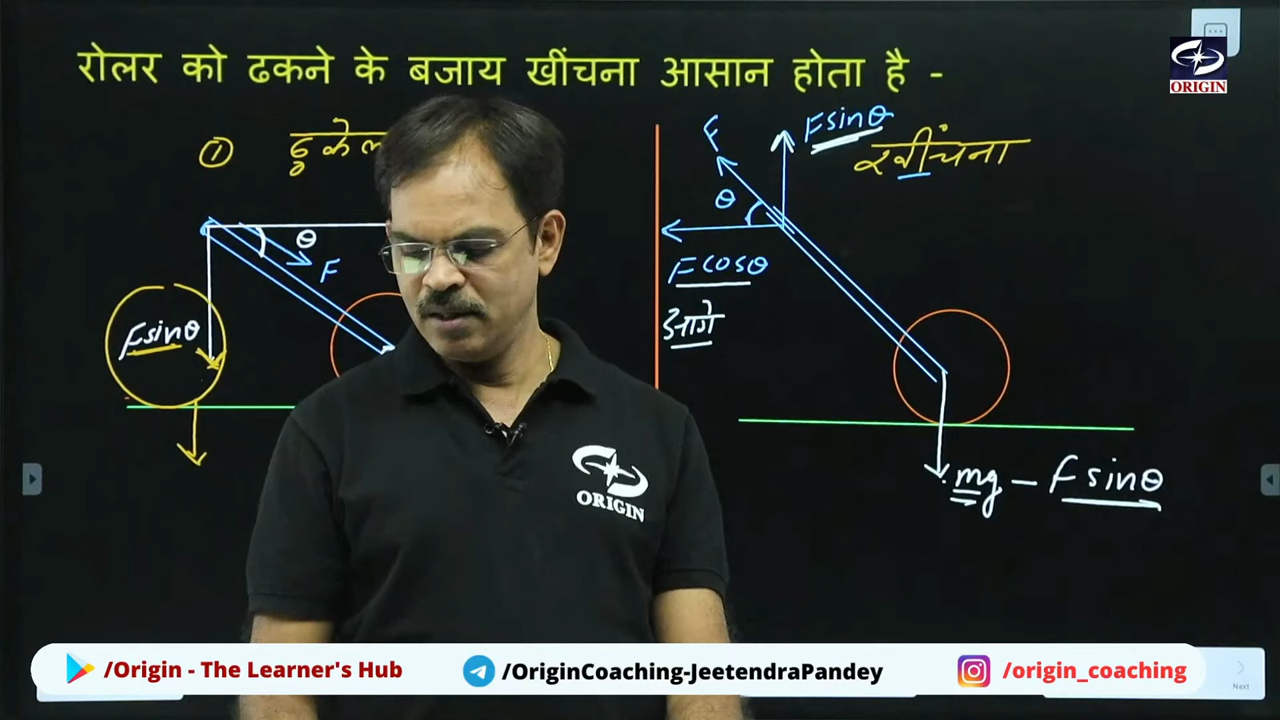 रोलर को ढकने के बजाय खींचना आसान होता है -
ORIGIN
①
θ
F
Fsinθ
F
Fsinθ
खींचना
θ
Fcosθ
आगे
mg - Fsinθ
ORIGIN
/Origin - The Learner's Hub
/OriginCoaching-JeetendraPandey
/origin_coaching
Next